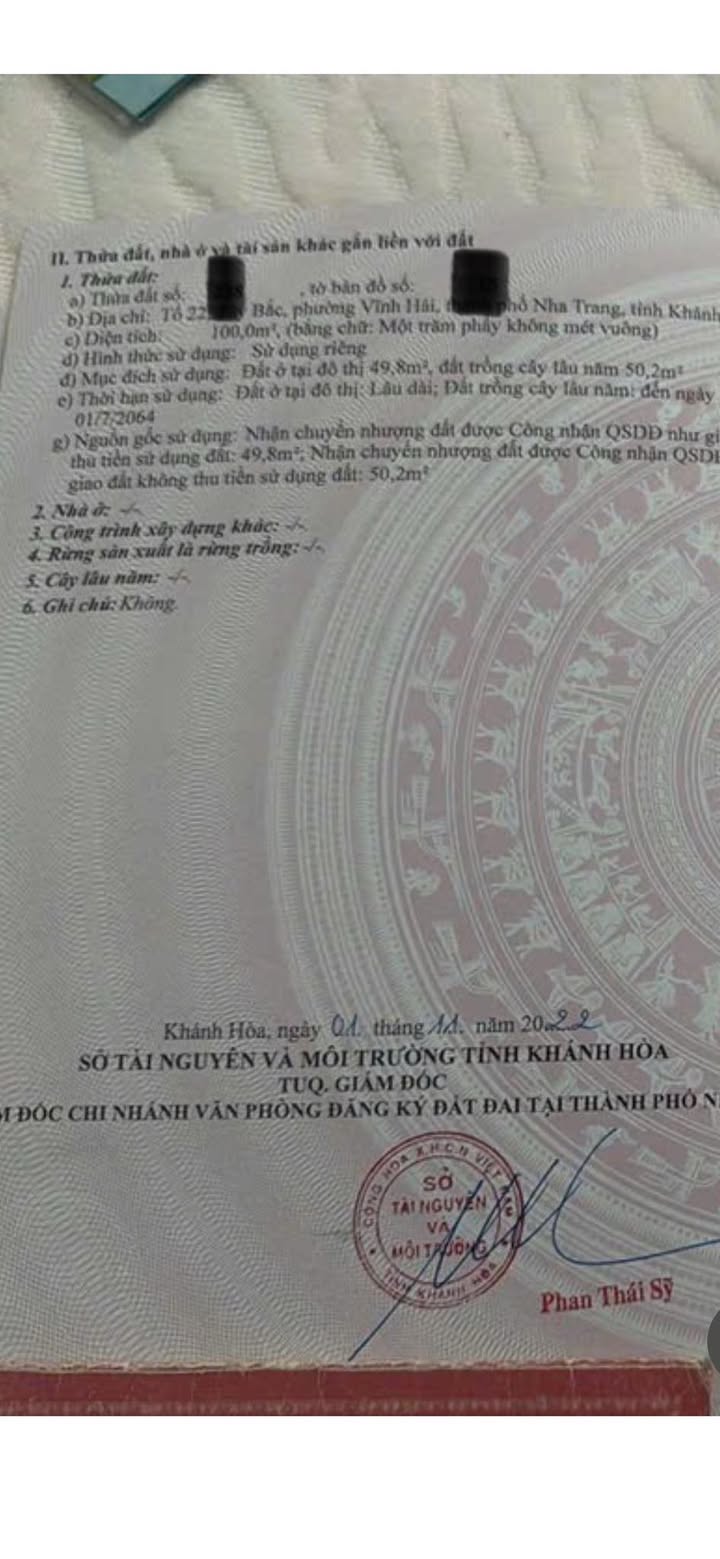 II. Thửa đất, nhà ở và tài sản khác gắn liền với đất
1. Thửa đất:
a) Thửa đất số: , tờ bản đồ số:
b) Địa chỉ: Tổ 22 Bắc, phường Vĩnh Hải, phố Nha Trang, tỉnh Khánh
c) Diện tích: 100,0m², (bằng chữ: Một trăm phẩy không mét vuông)
d) Hình thức sử dụng: Sử dụng riêng
đ) Mục đích sử dụng: Đất ở tại đô thị 49,8m², đất trồng cây lâu năm 50,2m²
e) Thời hạn sử dụng: Đất ở tại đô thị: Lâu dài; Đất trồng cây lâu năm: đến ngày
01/7/2064
g) Nguồn gốc sử dụng: Nhận chuyển nhượng đất được Công nhận QSDĐ như gi
thu tiền sử dụng đất: 49,8m²; Nhận chuyển nhượng đất được Công nhận QSDĐ
giao đất không thu tiền sử dụng đất: 50,2m²
2. Nhà ở: -/-
3. Công trình xây dựng khác: -/-
4. Rừng sản xuất là rừng trồng: -/-
5. Cây lâu năm: -/-
6. Ghi chú: Không.
Khánh Hòa, ngày 01. tháng 11. năm 2022
SỞ TÀI NGUYÊN VÀ MÔI TRƯỜNG TỈNH KHÁNH HÒA
TUQ. GIÁM ĐỐC
M ĐỐC CHI NHÁNH VĂN PHÒNG ĐĂNG KÝ ĐẤT ĐAI TẠI THÀNH PHỐ N
CỘNG HÒA X.H.C.N VIỆT NAM
SỞ
TÀI NGUYÊN
VÀ
MÔI TRƯỜNG
TỈNH KHÁNH HÒA
Phan Thái Sỹ